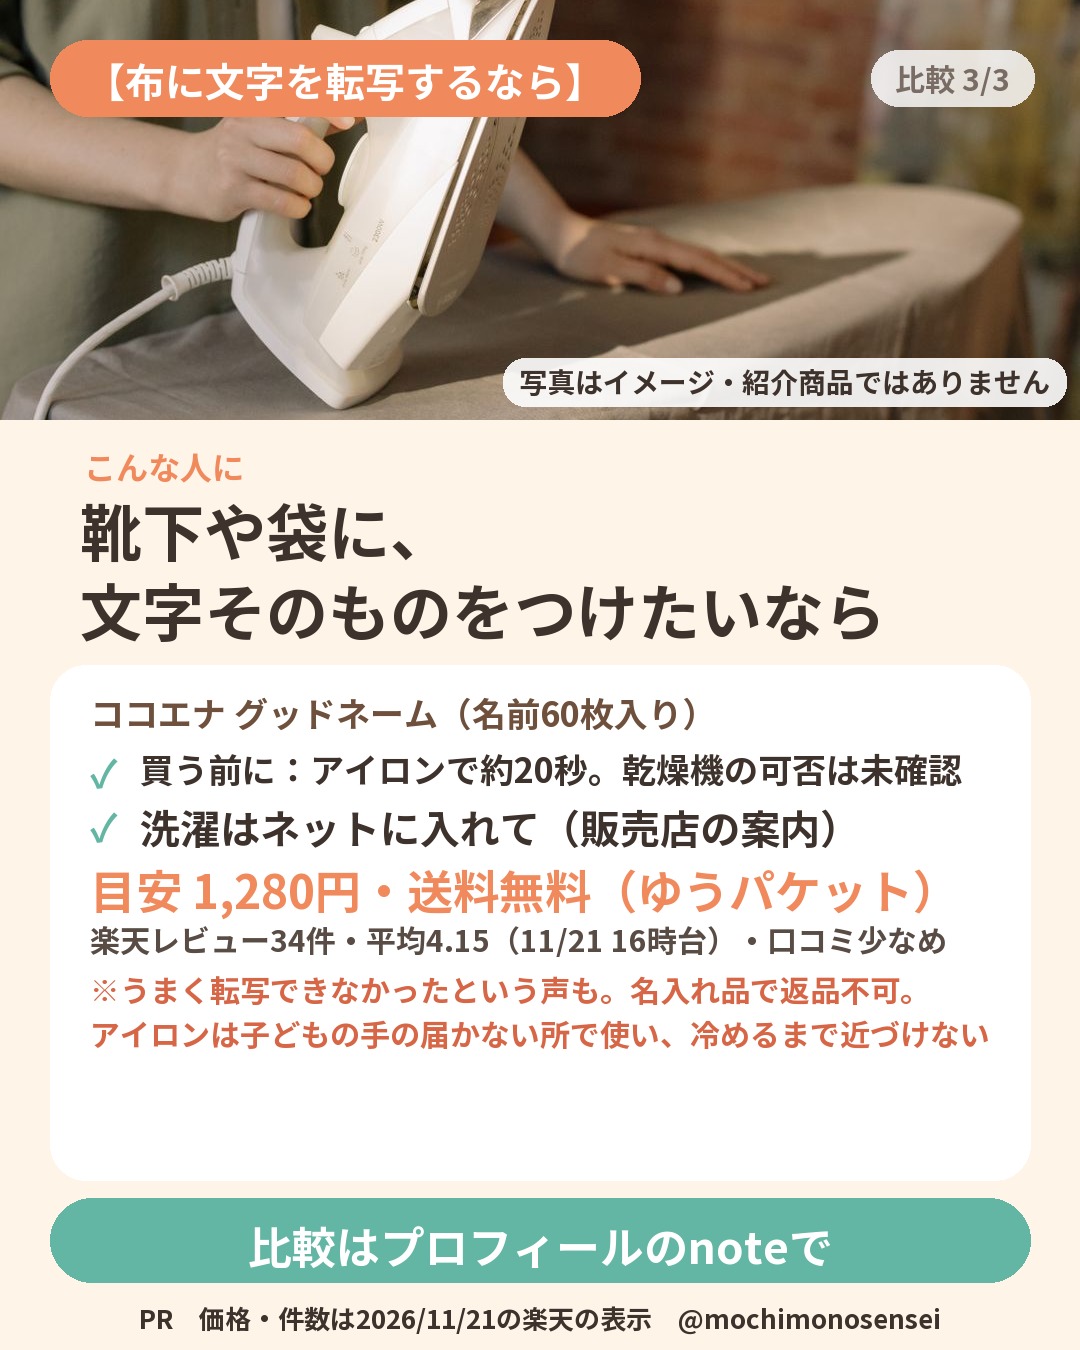 【布に文字を転写するなら】
比較 3/3
写真はイメージ・紹介商品ではありません
こんな人に
靴下や袋に、
文字そのものをつけたいなら
ココエナ グッドネーム（名前60枚入り）
✓ 買う前に：アイロンで約20秒。乾燥機の可否は未確認
✓ 洗濯はネットに入れて（販売店の案内）
目安 1,280円・送料無料（ゆうパケット）
楽天レビュー34件・平均4.15（11/21 16時台）・口コミ少なめ
※うまく転写できなかったという声も。名入れ品で返品不可。
アイロンは子どもの手の届かない所で使い、冷めるまで近づけない
比較はプロフィールのnoteで
PR　価格・件数は2026/11/21の楽天の表示　@mochimonosensei